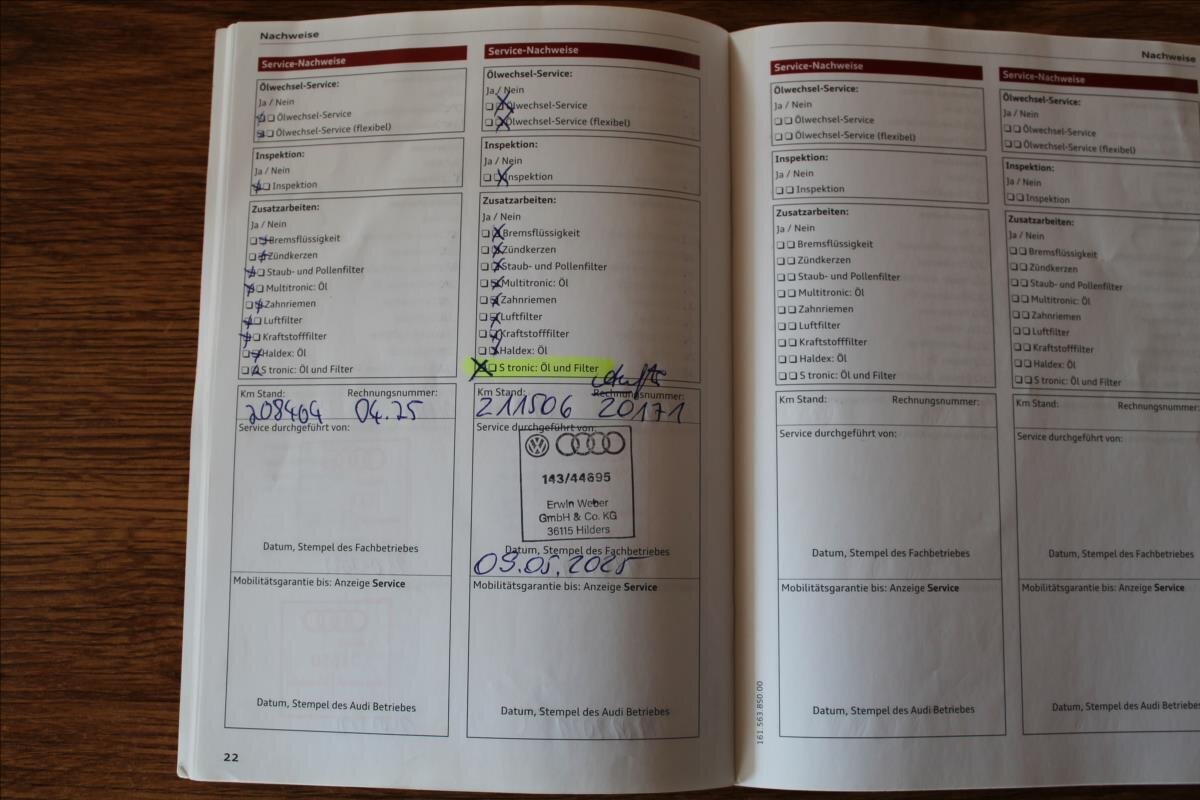 Nachweise
Service-Nachweise
Ölwechsel-Service:
Ja / Nein
Ölwechsel-Service
Ölwechsel-Service (flexibel)
Inspektion:
Ja / Nein
Inspektion
Zusatzarbeiten:
Ja / Nein
Bremsflüssigkeit
Zündkerzen
Staub- und Pollenfilter
Multitronic: Öl
Zahnriemen
Luftfilter
Kraftstofffilter
Haldex: Öl
S tronic: Öl und Filter
Km Stand: Rechnungsnummer:
208464 04.25
Service durchgeführt von:
Datum, Stempel des Fachbetriebes
Mobilitätsgarantie bis: Anzeige Service
Datum, Stempel des Audi Betriebes
22
Service-Nachweise
Ölwechsel-Service:
Ja / Nein
Ölwechsel-Service
Ölwechsel-Service (flexibel)
Inspektion:
Ja / Nein
Inspektion
Zusatzarbeiten:
Ja / Nein
Bremsflüssigkeit
Zündkerzen
Staub- und Pollenfilter
Multitronic: Öl
Zahnriemen
Luftfilter
Kraftstofffilter
Haldex: Öl
S tronic: Öl und Filter
Km Stand: Rechnungsnummer:
211506 20171
Service durchgeführt von:
143/44695
Erwin Weber
GmbH & Co. KG
36115 Hilders
Datum, Stempel des Fachbetriebes
09.05.2025
Mobilitätsgarantie bis: Anzeige Service
Datum, Stempel des Audi Betriebes
Service-Nachweise
Ölwechsel-Service:
Ja / Nein
Ölwechsel-Service
Ölwechsel-Service (flexibel)
Inspektion:
Ja / Nein
Inspektion
Zusatzarbeiten:
Ja / Nein
Bremsflüssigkeit
Zündkerzen
Staub- und Pollenfilter
Multitronic: Öl
Zahnriemen
Luftfilter
Kraftstofffilter
Haldex: Öl
S tronic: Öl und Filter
Km Stand: Rechnungsnummer:
Service durchgeführt von:
Datum, Stempel des Fachbetriebes
Mobilitätsgarantie bis: Anzeige Service
Datum, Stempel des Audi Betriebes
161.563.850.00
Nachweise
Service-Nachweise
Ölwechsel-Service:
Ja / Nein
Ölwechsel-Service
Ölwechsel-Service (flexibel)
Inspektion:
Ja / Nein
Inspektion
Zusatzarbeiten:
Ja / Nein
Bremsflüssigkeit
Zündkerzen
Staub- und Pollenfilter
Multitronic: Öl
Zahnriemen
Luftfilter
Kraftstofffilter
Haldex: Öl
S tronic: Öl und Filter
Km Stand: Rechnungsnummer:
Service durchgeführt von:
Datum, Stempel des Fachbetriebes
Mobilitätsgarantie bis: Anzeige Service
Datum, Stempel des Audi Betriebes